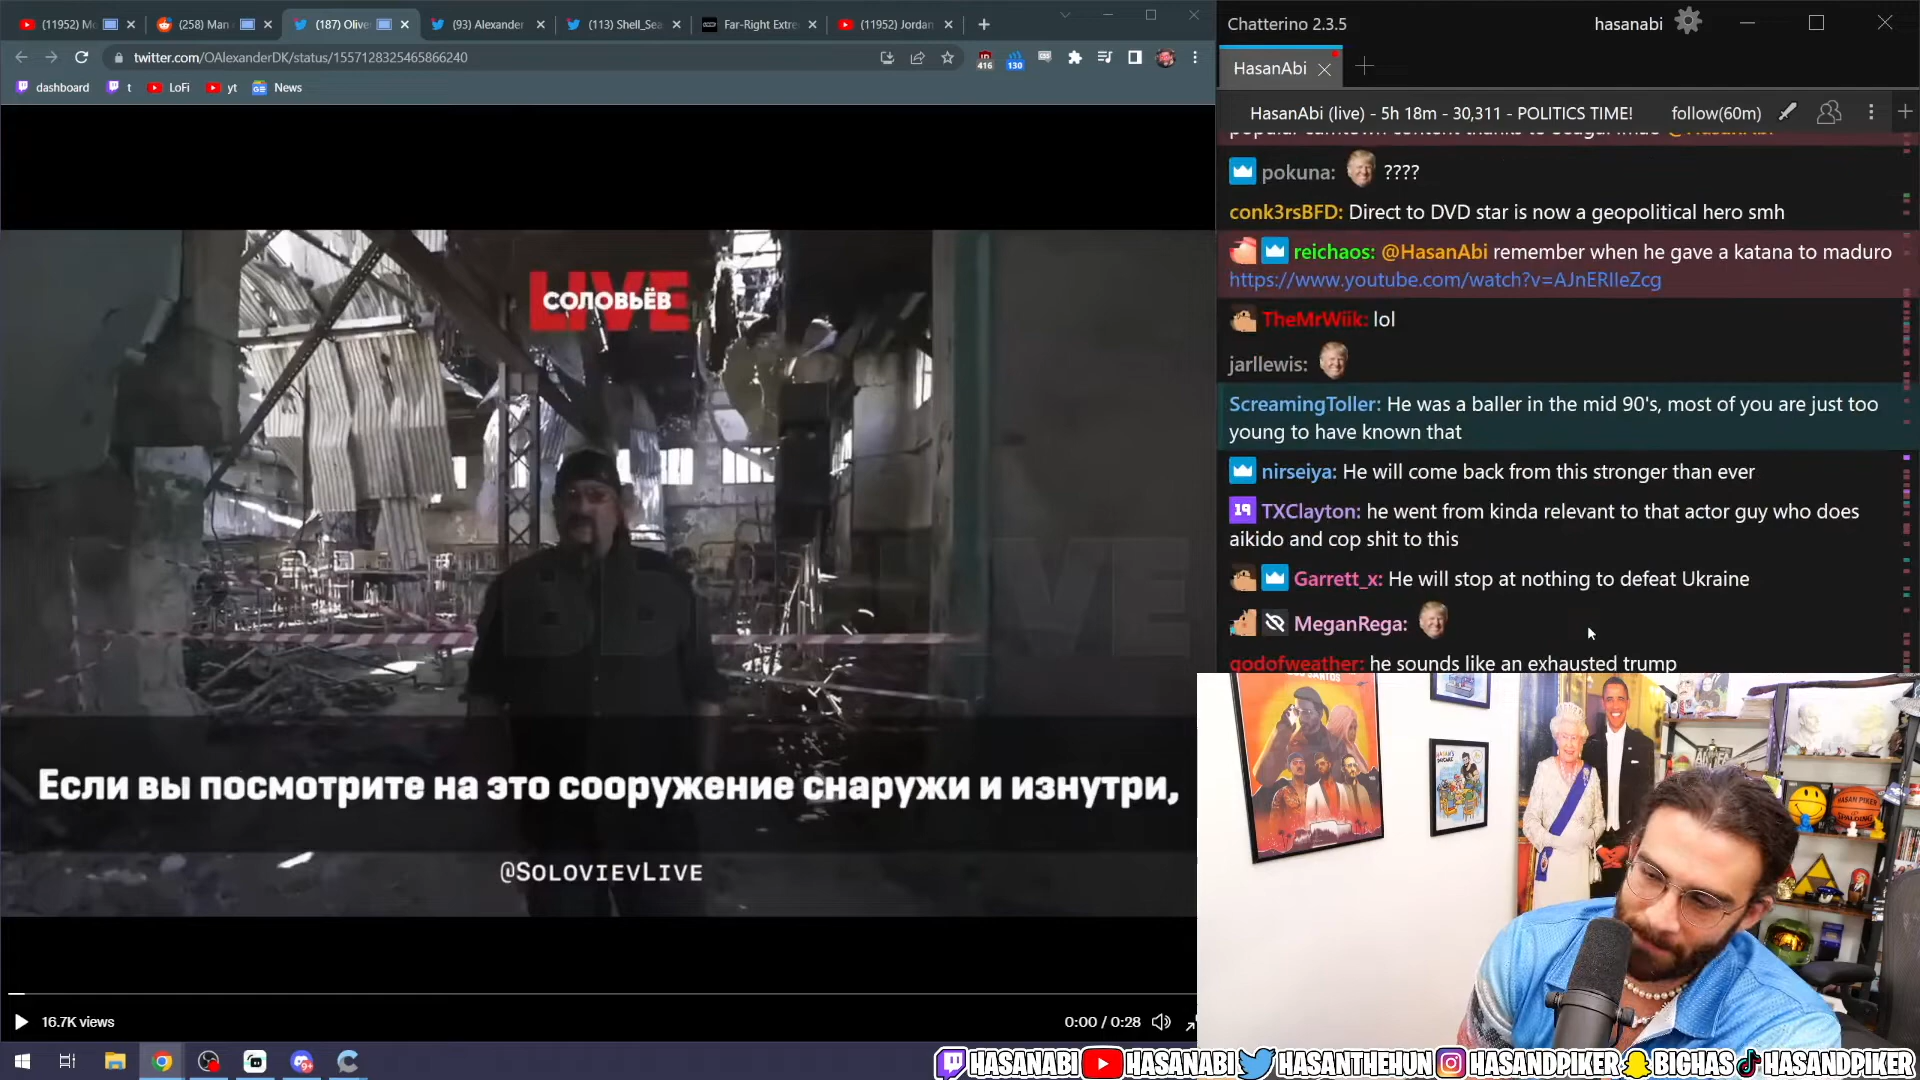 (11952) Mo
(258) Man
(187) Olive
(93) Alexander
(113) Shell_Sea
Far-Right Extre
(11952) Jordan
twitter.com/OAlexanderDK/status/1557128325465866240
416
130
dashboard
t
LoFi
yt
News
LIVE
СОЛОВЬЁВ
Если вы посмотрите на это сооружение снаружи и изнутри,
@SOLOVIEVLIVE
16.7K views
0:00 / 0:28
Chatterino 2.3.5
hasanabi
HasanAbi
HasanAbi (live) - 5h 18m - 30,311 - POLITICS TIME!
follow(60m)
pokuna: ????
conk3rsBFD: Direct to DVD star is now a geopolitical hero smh
reichaos: @HasanAbi remember when he gave a katana to maduro
https://www.youtube.com/watch?v=AJnERIIeZcg
TheMrWiik: lol
jarllewis:
ScreamingToller: He was a baller in the mid 90's, most of you are just too
young to have known that
nirseiya: He will come back from this stronger than ever
19 TXClayton: he went from kinda relevant to that actor guy who does
aikido and cop shit to this
Garrett_x: He will stop at nothing to defeat Ukraine
MeganRega:
godofweather: he sounds like an exhausted trump
HASAN PIKER
HASANABI HASANABI HASANTHEHUN HASANDPIKER BIGHAS HASANDPIKER